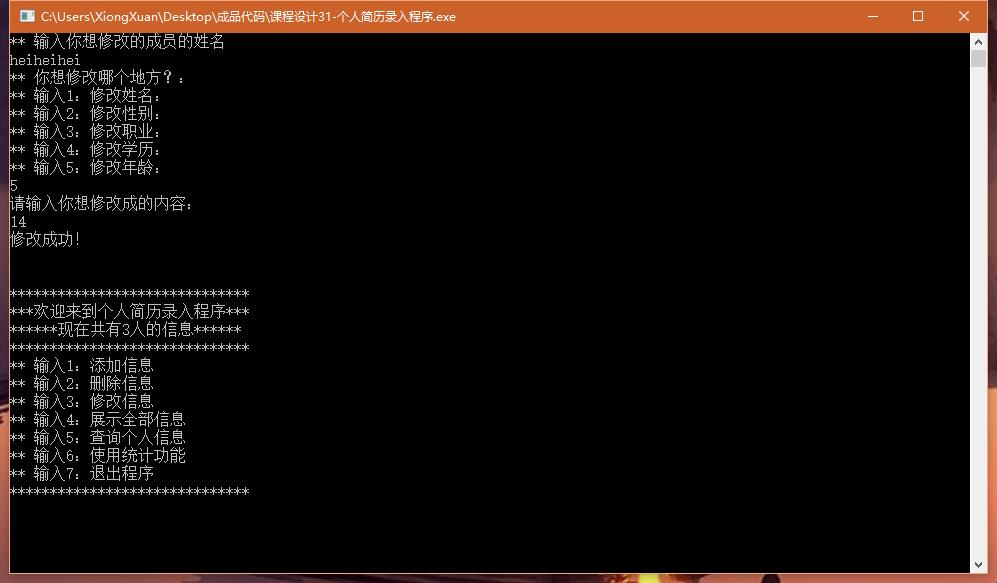 C:\Users\XiongXuan\Desktop\成品代码\课程设计31-个人简历录入程序.exe
** 输入你想修改的成员的姓名
heiheihei
** 你想修改哪个地方？：
** 输入1：修改姓名：
** 输入2：修改性别：
** 输入3：修改职业：
** 输入4：修改学历：
** 输入5：修改年龄：
5
请输入你想修改成的内容：
14
修改成功！
******************************
***欢迎来到个人简历录入程序***
******现在共有3人的信息******
******************************
** 输入1：添加信息
** 输入2：删除信息
** 输入3：修改信息
** 输入4：展示全部信息
** 输入5：查询个人信息
** 输入6：使用统计功能
** 输入7：退出程序
******************************